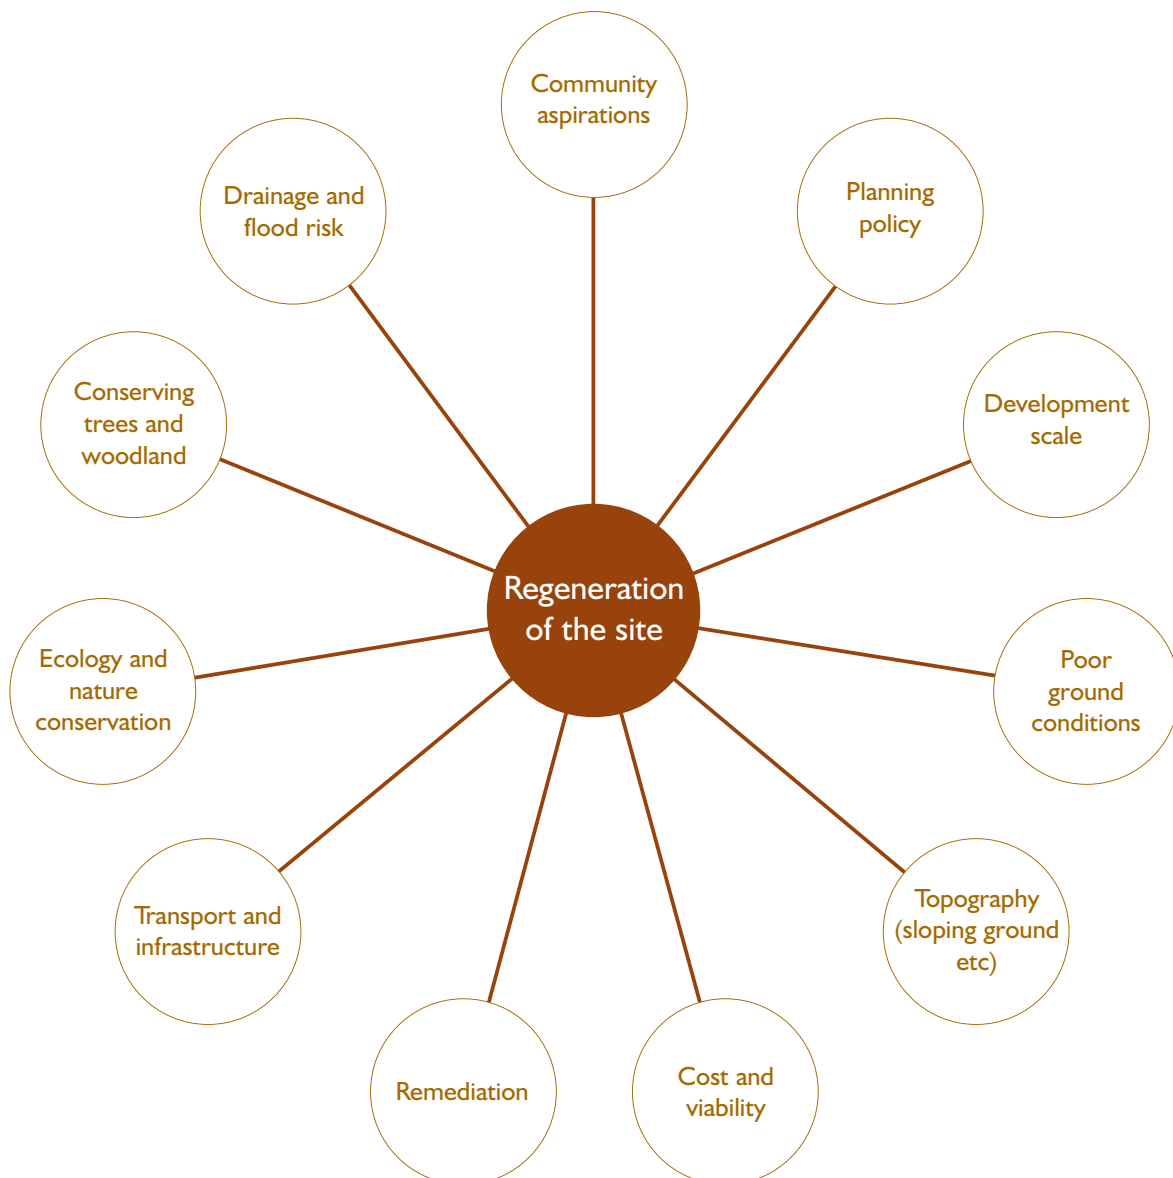 Community
aspirations
Planning
policy
Development
scale
Poor
ground
conditions
Topography
(sloping ground
etc)
Cost and
viability
Remediation
Transport and
infrastructure
Ecology and
nature
conservation
Conserving
trees and
woodland
Drainage and
flood risk
Regeneration
of the site